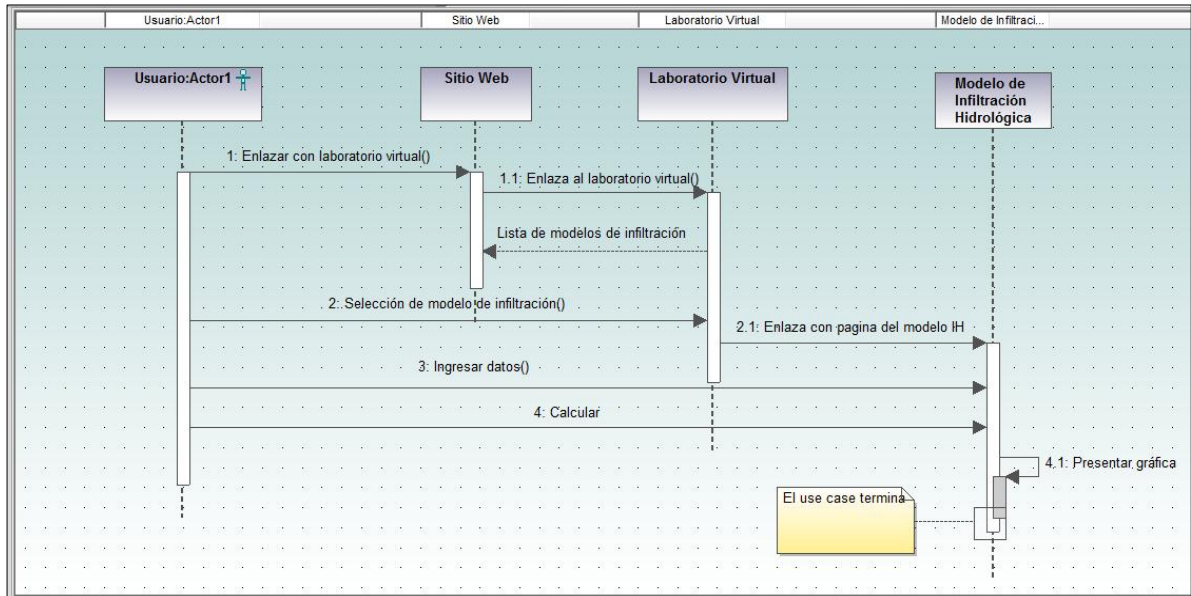 Usuario:Actor1
Sitio Web
Laboratorio Virtual
Modelo de Infiltraci...
Usuario:Actor1
Sitio Web
Laboratorio Virtual
Modelo de
Infiltración
Hidrológica
1: Enlazar con laboratorio virtual()
1.1: Enlaza al laboratorio virtual()
Lista de modelos de infiltración
2: Selección de modelo de infiltración()
2.1: Enlaza con pagina del modelo IH
3: Ingresar datos()
4: Calcular
4.1: Presentar gráfica
El use case termina